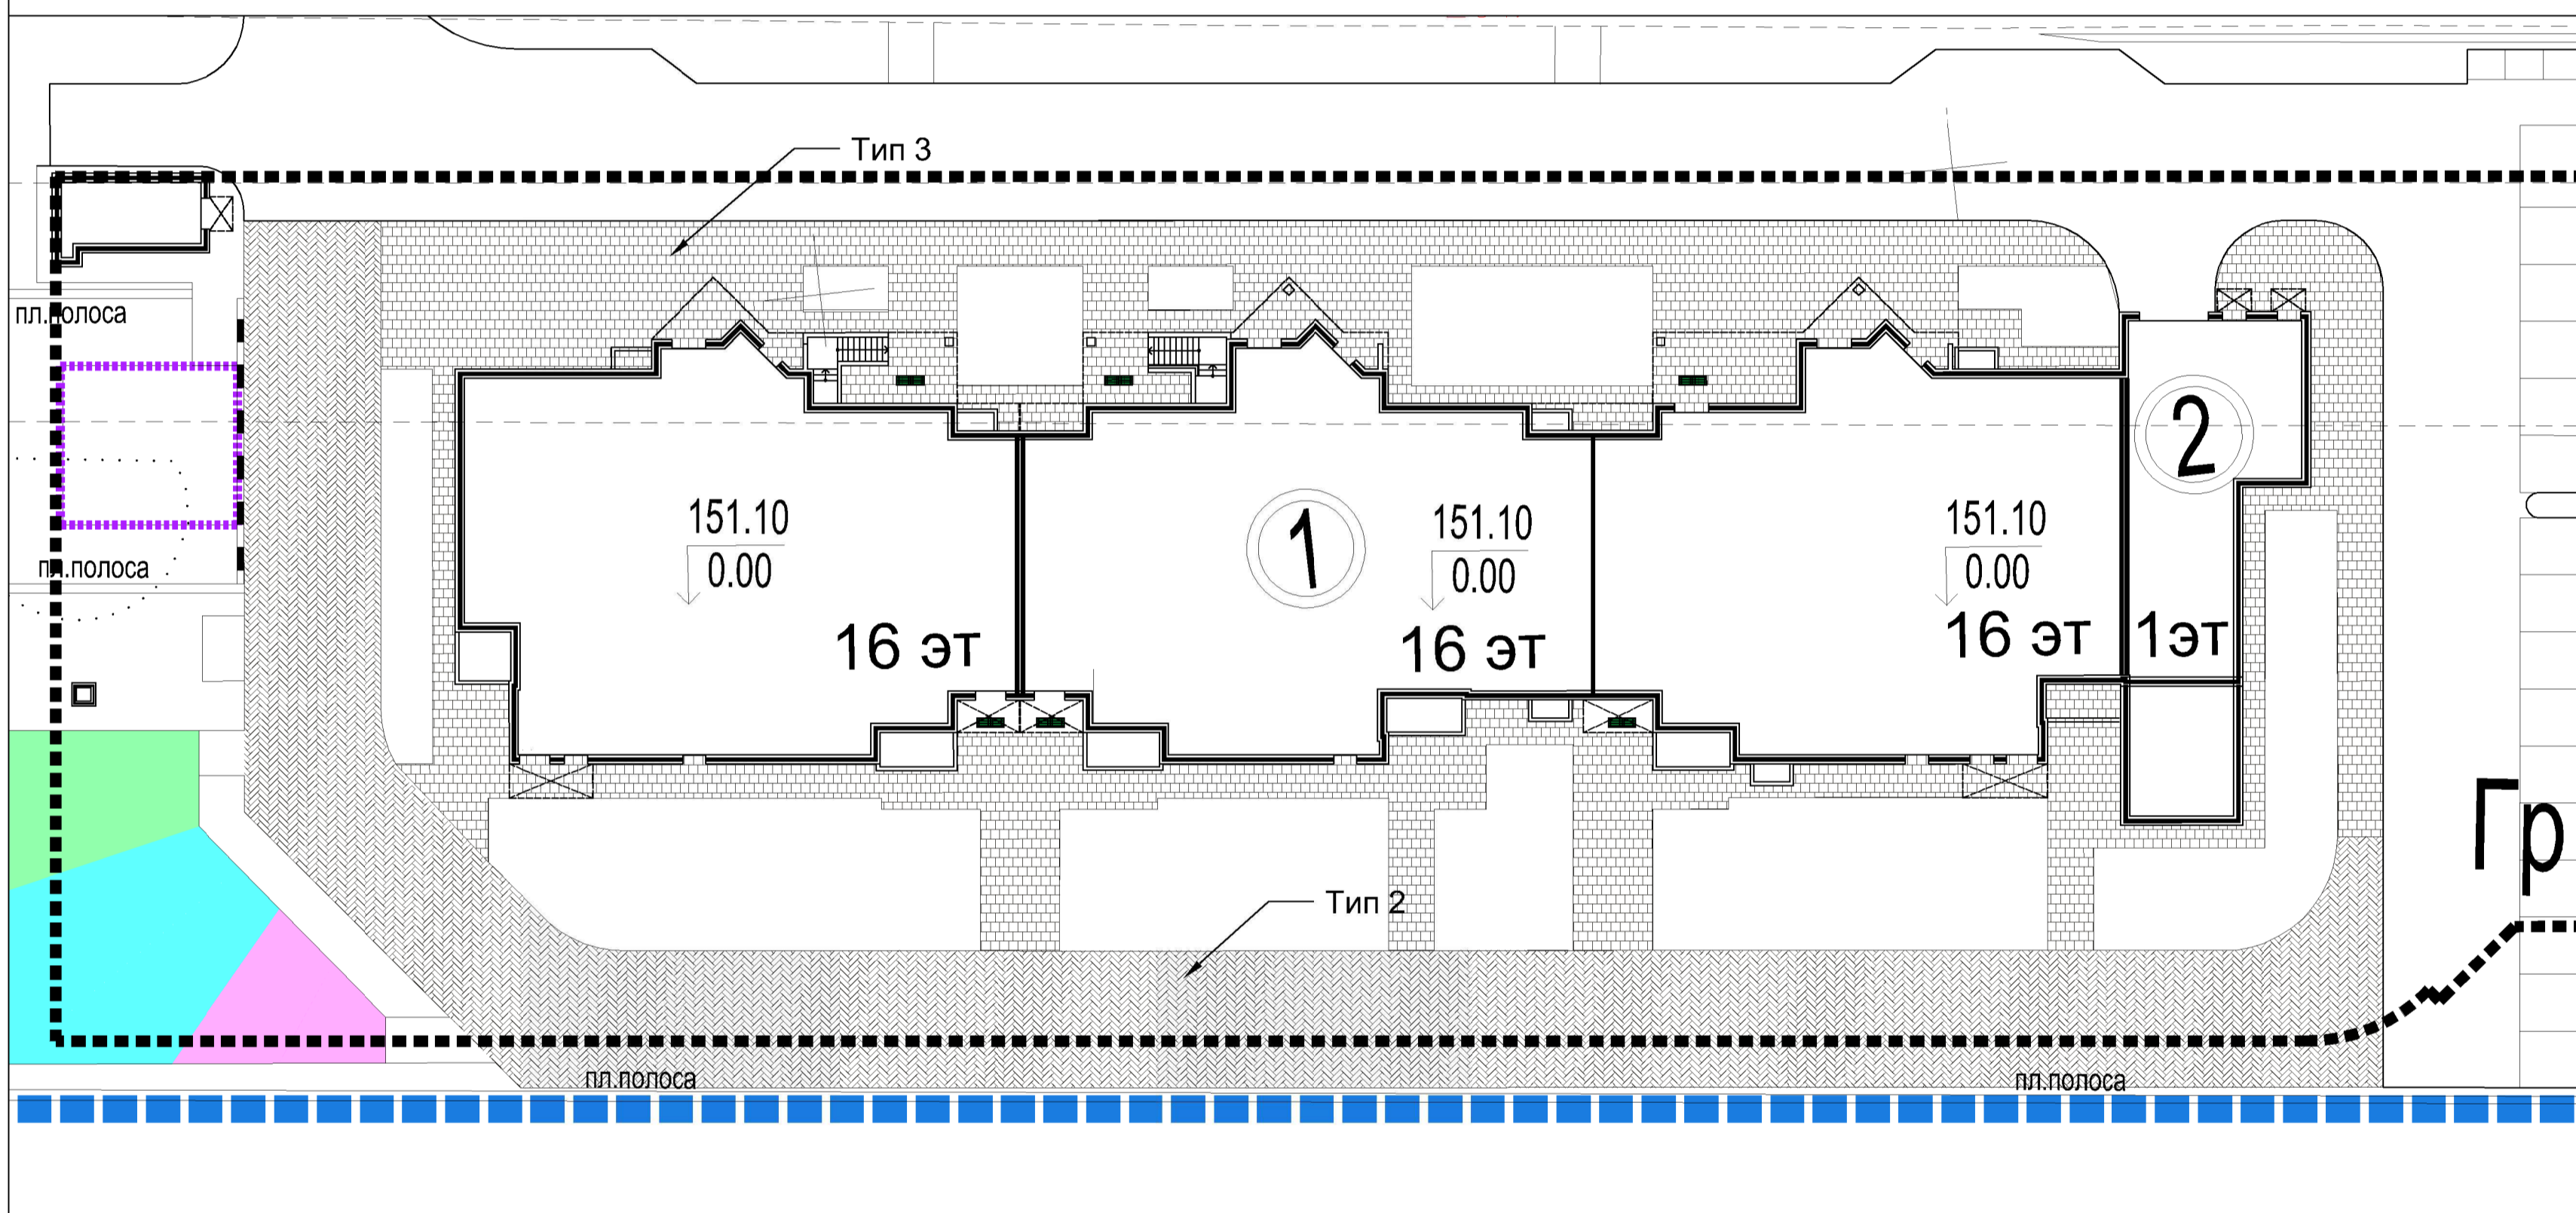 Тип 3
пл.полоса
2
151.10
0.00
151.10
0.00
151.10
0.00
1
пл.полоса
16 эт
16 эт
16 эт
1эт
Гр
Тип 2
пл.полоса
пл.полоса